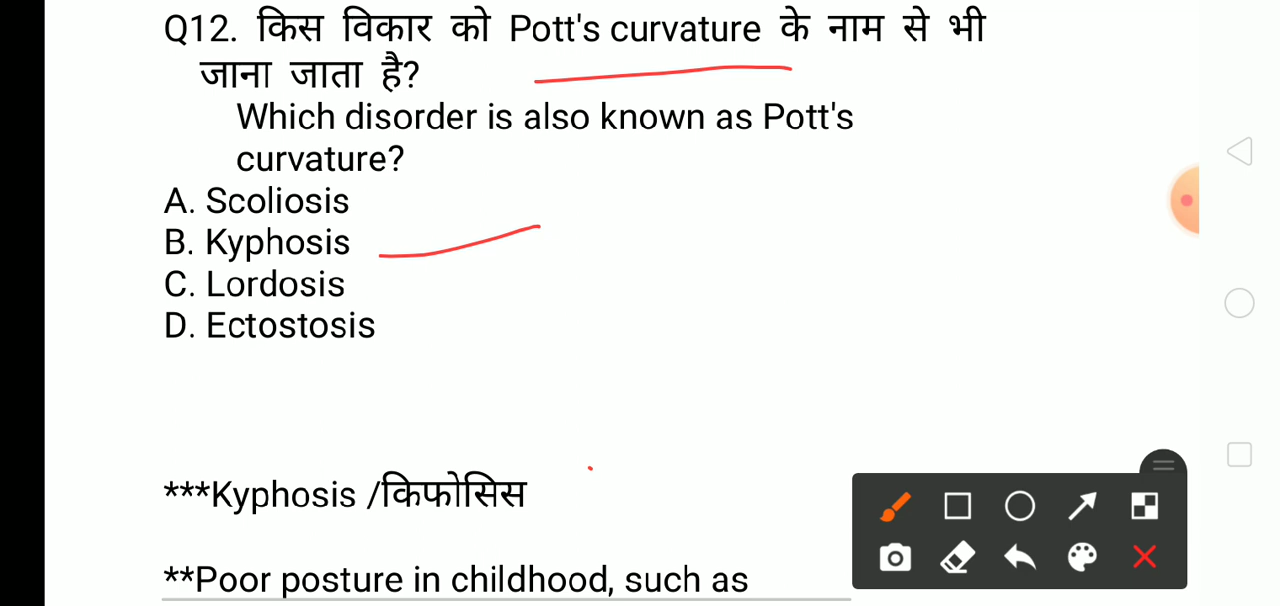 Q12. किस विकार को Pott's curvature के नाम से भी
जाना जाता है?
Which disorder is also known as Pott's
curvature?
A. Scoliosis
B. Kyphosis
C. Lordosis
D. Ectostosis
***Kyphosis /किफोसिस
**Poor posture in childhood, such as